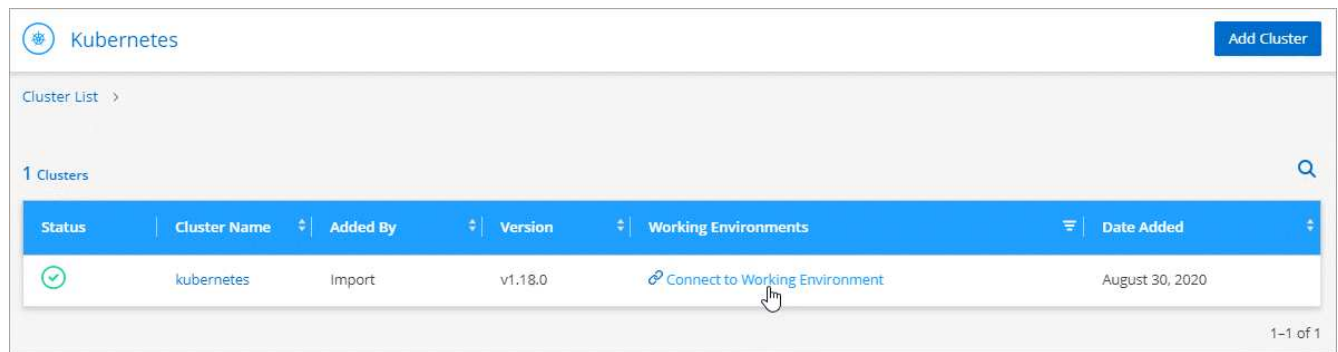 Kubernetes
Add Cluster
Cluster List >
1 Clusters
Status Cluster Name Added By Version Working Environments Date Added
kubernetes Import v1.18.0 Connect to Working Environment August 30, 2020
1–1 of 1